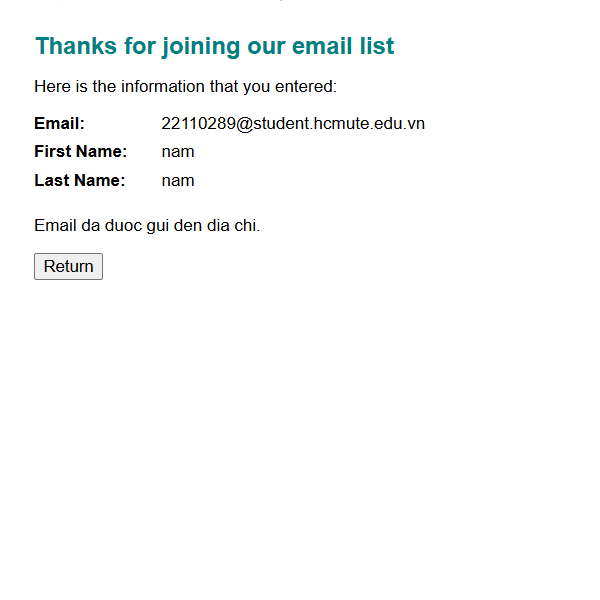 Thanks for joining our email list
Here is the information that you entered:
Email: 22110289@student.hcmute.edu.vn
First Name: nam
Last Name: nam
Email da duoc gui den dia chi.
Return